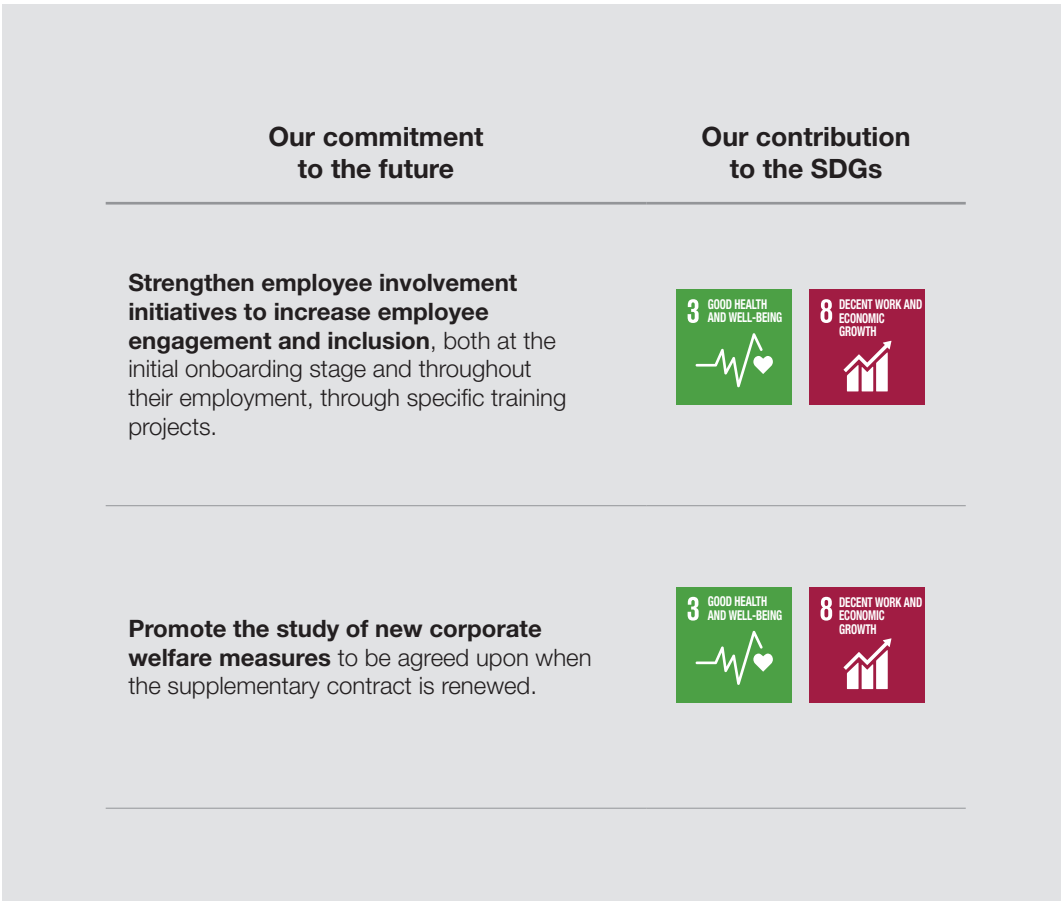 Our commitment
to the future
Our contribution
to the SDGs
Strengthen employee involvement
initiatives to increase employee
engagement and inclusion, both at the
initial onboarding stage and throughout
their employment, through specific training
projects.
3 GOOD HEALTH
AND WELL-BEING
8 DECENT WORK AND
ECONOMIC
GROWTH
Promote the study of new corporate
welfare measures to be agreed upon when
the supplementary contract is renewed.
3 GOOD HEALTH
AND WELL-BEING
8 DECENT WORK AND
ECONOMIC
GROWTH